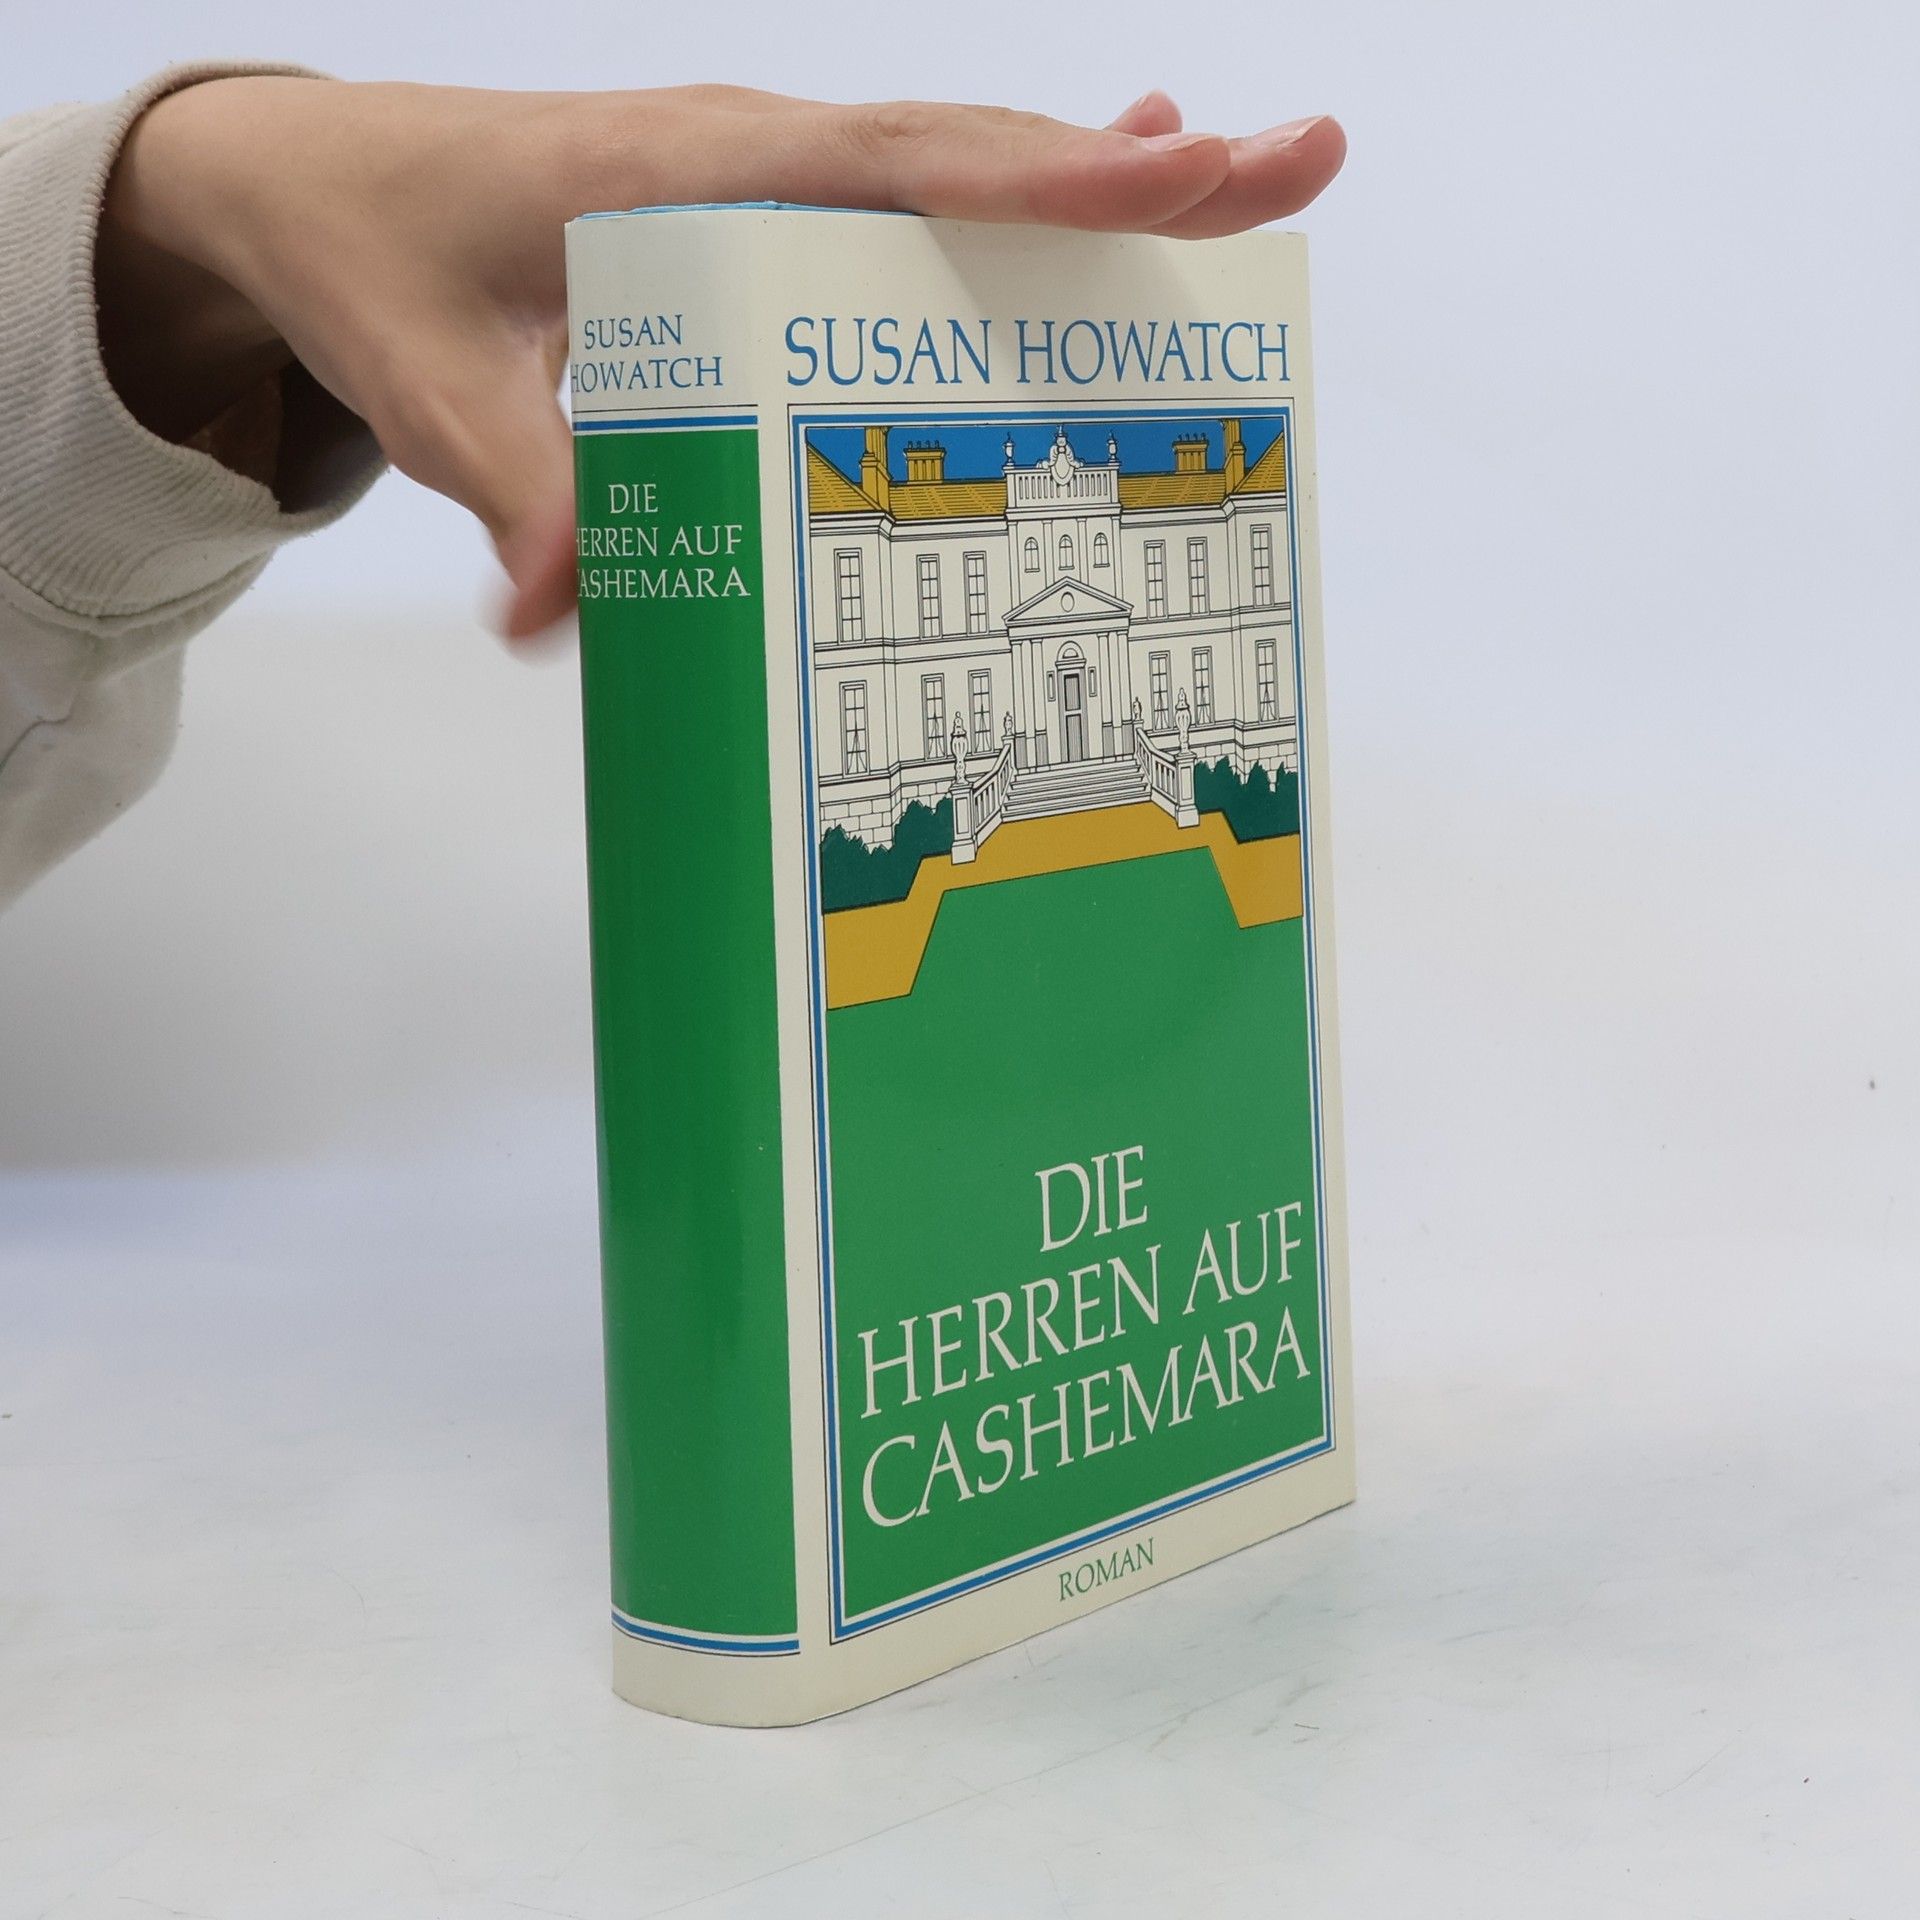 SUSAN
HOWATCH
DIE
HERREN AUF
CASHEMARA
SUSAN HOWATCH
DIE
HERREN AUF
CASHEMARA
ROMAN